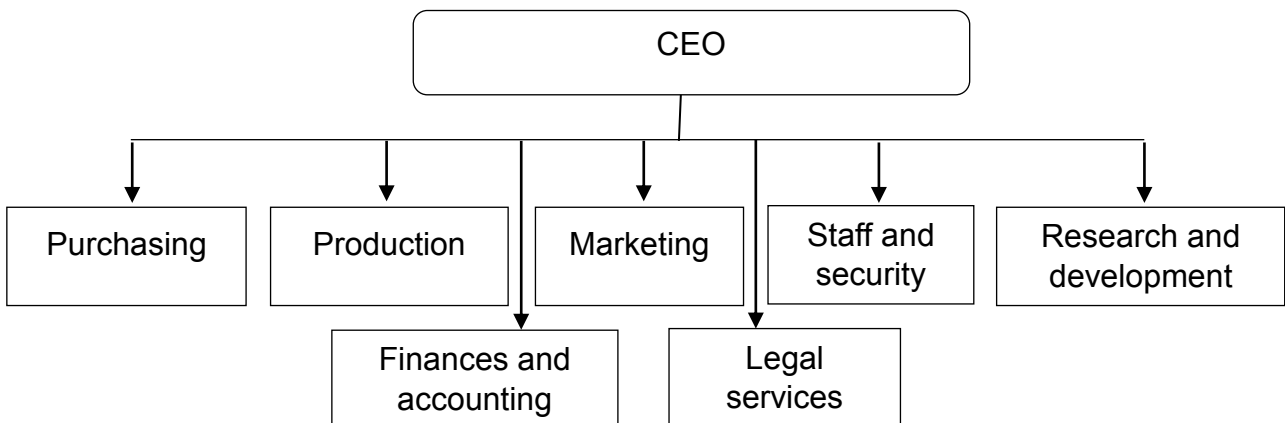 CEO
Purchasing
Production
Marketing
Staff and
security
Research and
development
Finances and
accounting
Legal
services